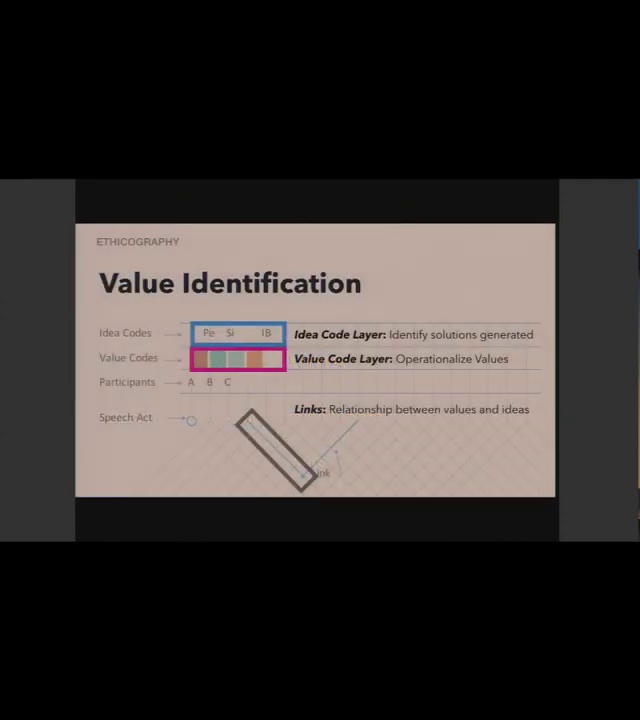 ETHICOGRAPHY
Value Identification
Idea Codes Pe Si IB Idea Code Layer: Identify solutions generated
Value Codes Value Code Layer: Operationalize Values
Participants A B C
Links: Relationship between values and ideas
Speech Act